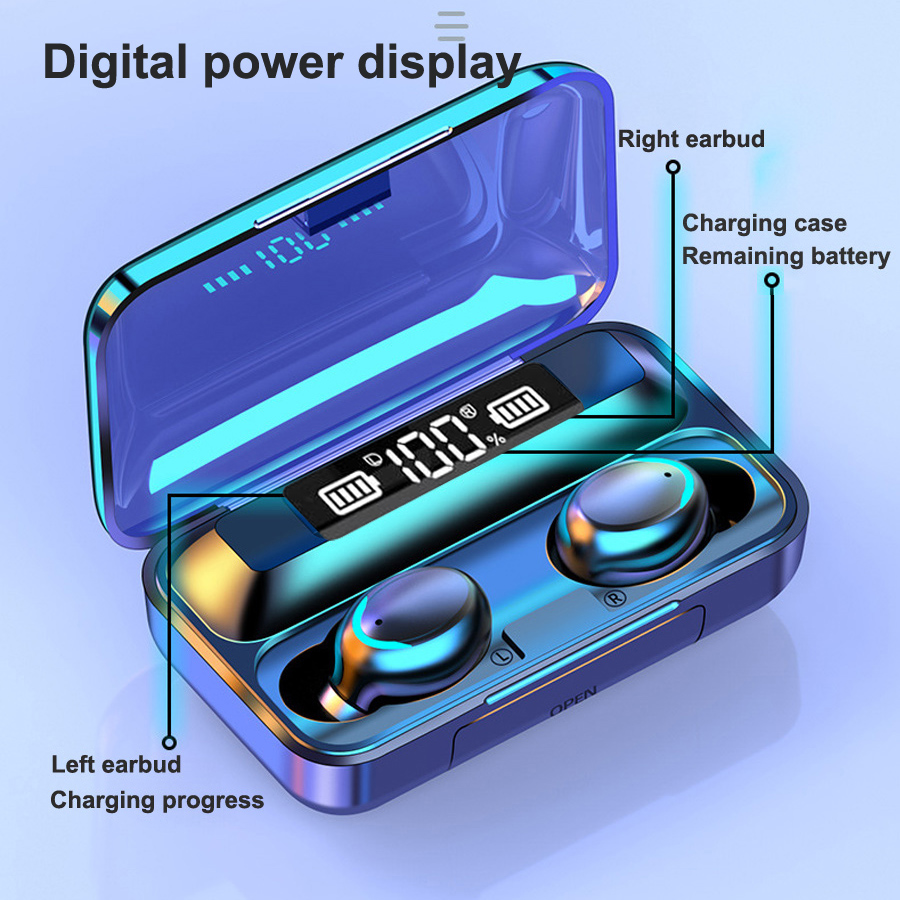 Digital power display
Right earbud
Charging case
Remaining battery
L 100 % R
L
R
OPEN
Left earbud
Charging progress